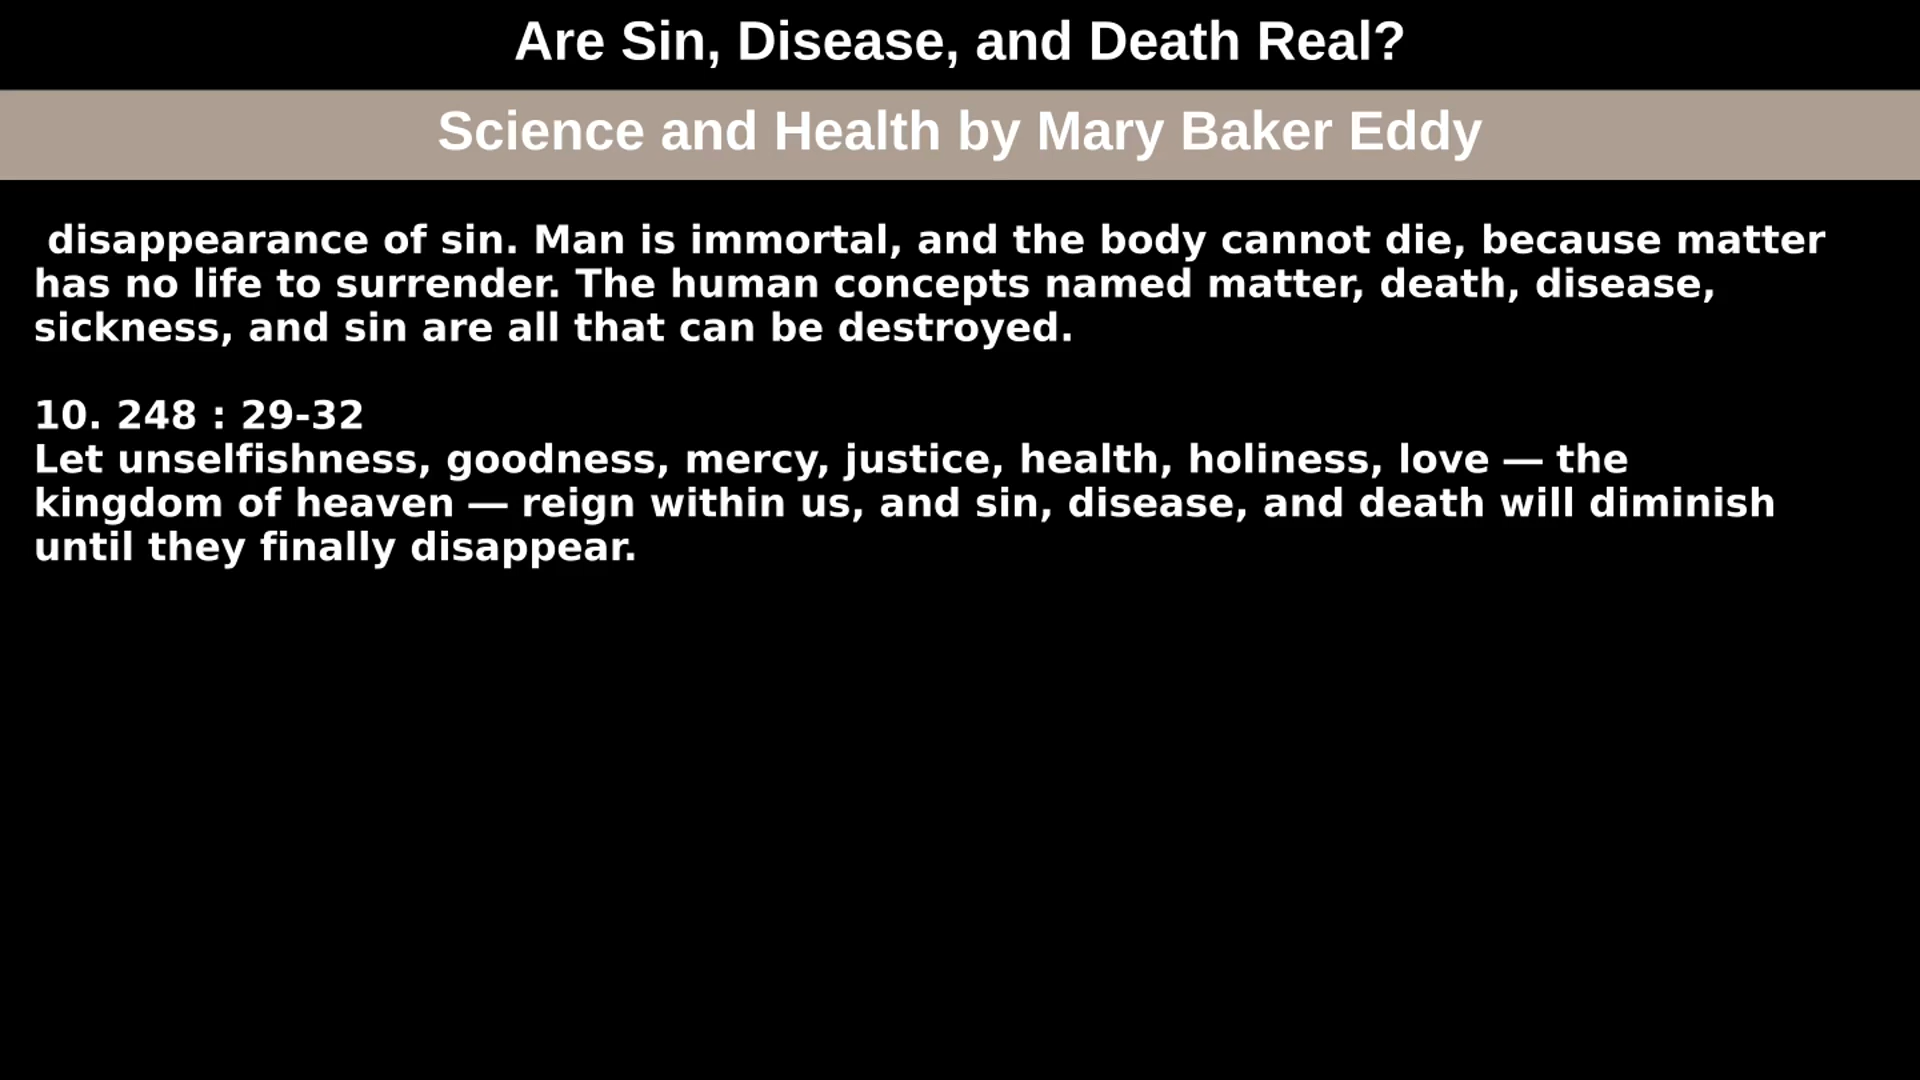 Are Sin, Disease, and Death Real?
Science and Health by Mary Baker Eddy
disappearance of sin. Man is immortal, and the body cannot die, because matter
has no life to surrender. The human concepts named matter, death, disease,
sickness, and sin are all that can be destroyed.
10. 248 : 29-32
Let unselfishness, goodness, mercy, justice, health, holiness, love — the
kingdom of heaven — reign within us, and sin, disease, and death will diminish
until they finally disappear.